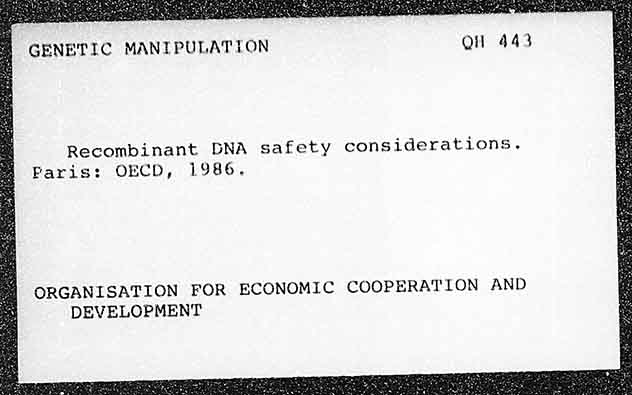 GENETIC MANIPULATION QH 443
Recombinant DNA safety considerations.
Paris: OECD, 1986.
ORGANISATION FOR ECONOMIC COOPERATION AND
DEVELOPMENT